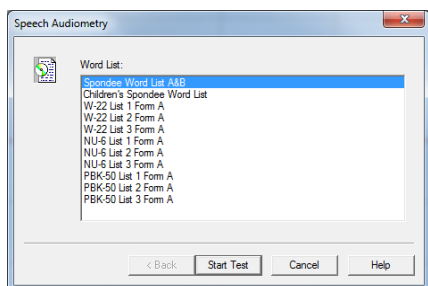 Speech Audiometry
Word List:
Spondee Word List A&B
Children's Spondee Word List
W-22 List 1 Form A
W-22 List 2 Form A
W-22 List 3 Form A
NU-6 List 1 Form A
NU-6 List 2 Form A
NU-6 List 3 Form A
PBK-50 List 1 Form A
PBK-50 List 2 Form A
PBK-50 List 3 Form A
< Back Start Test Cancel Help